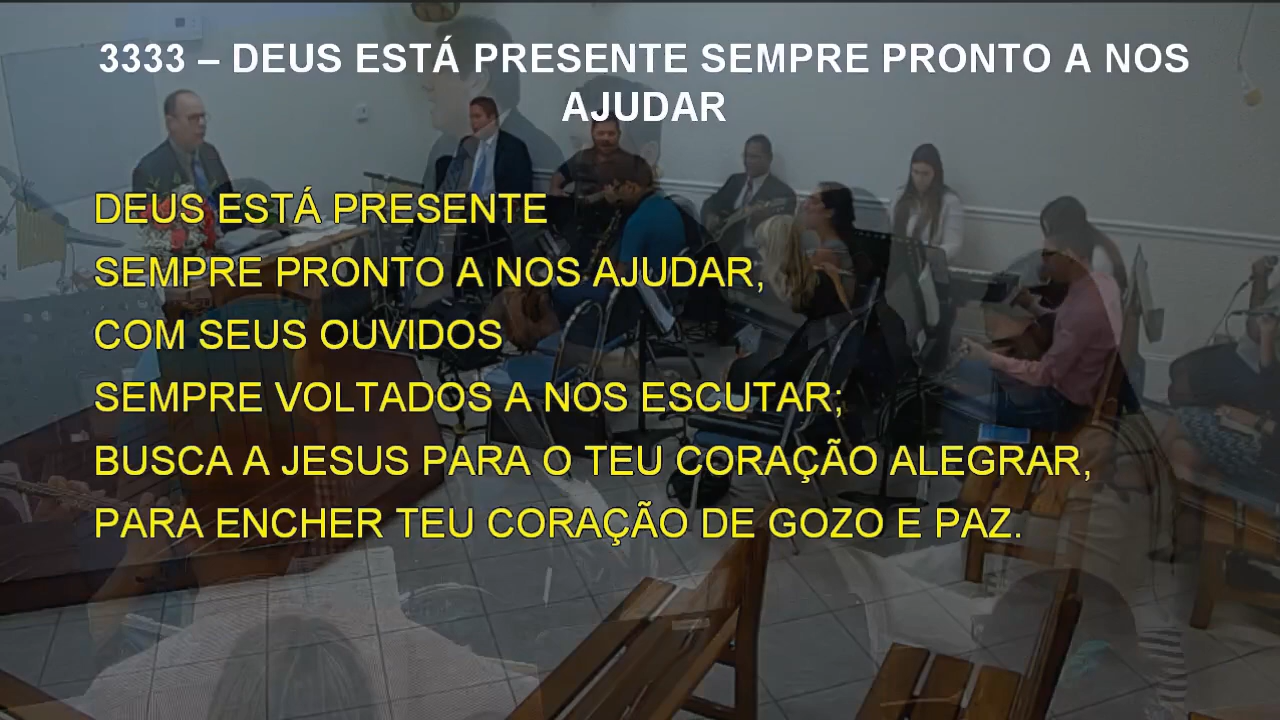 3333 – DEUS ESTÁ PRESENTE SEMPRE PRONTO A NOS
AJUDAR
DEUS ESTÁ PRESENTE
SEMPRE PRONTO A NOS AJUDAR,
COM SEUS OUVIDOS
SEMPRE VOLTADOS A NOS ESCUTAR;
BUSCA A JESUS PARA O TEU CORAÇÃO ALEGRAR,
PARA ENCHER TEU CORAÇÃO DE GOZO E PAZ.